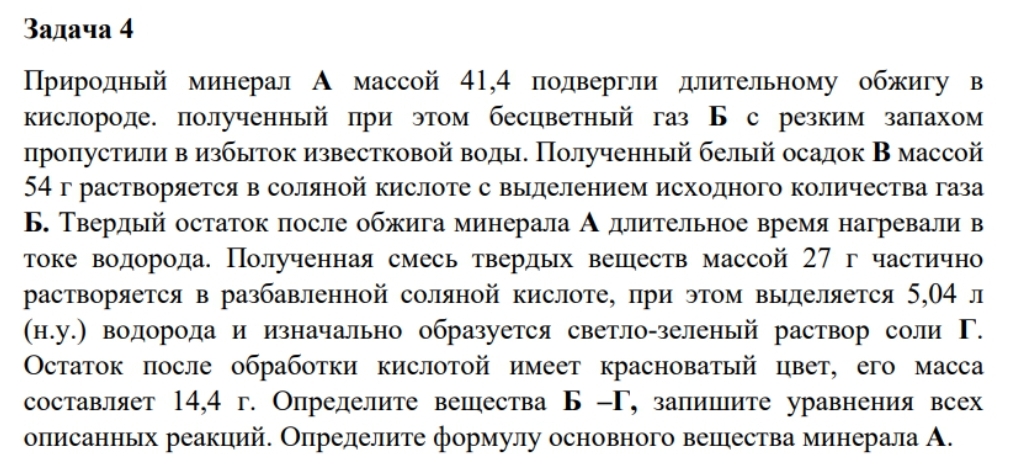 Задача 4
Природный минерал А массой 41,4 подвергли длительному обжигу в
кислороде. полученный при этом бесцветный газ Б с резким запахом
пропустили в избыток известковой воды. Полученный белый осадок В массой
54 г растворяется в соляной кислоте с выделением исходного количества газа
Б. Твердый остаток после обжига минерала А длительное время нагревали в
токе водорода. Полученная смесь твердых веществ массой 27 г частично
растворяется в разбавленной соляной кислоте, при этом выделяется 5,04 л
(н.у.) водорода и изначально образуется светло-зеленый раствор соли Г.
Остаток после обработки кислотой имеет красноватый цвет, его масса
составляет 14,4 г. Определите вещества Б –Г, запишите уравнения всех
описанных реакций. Определите формулу основного вещества минерала А.